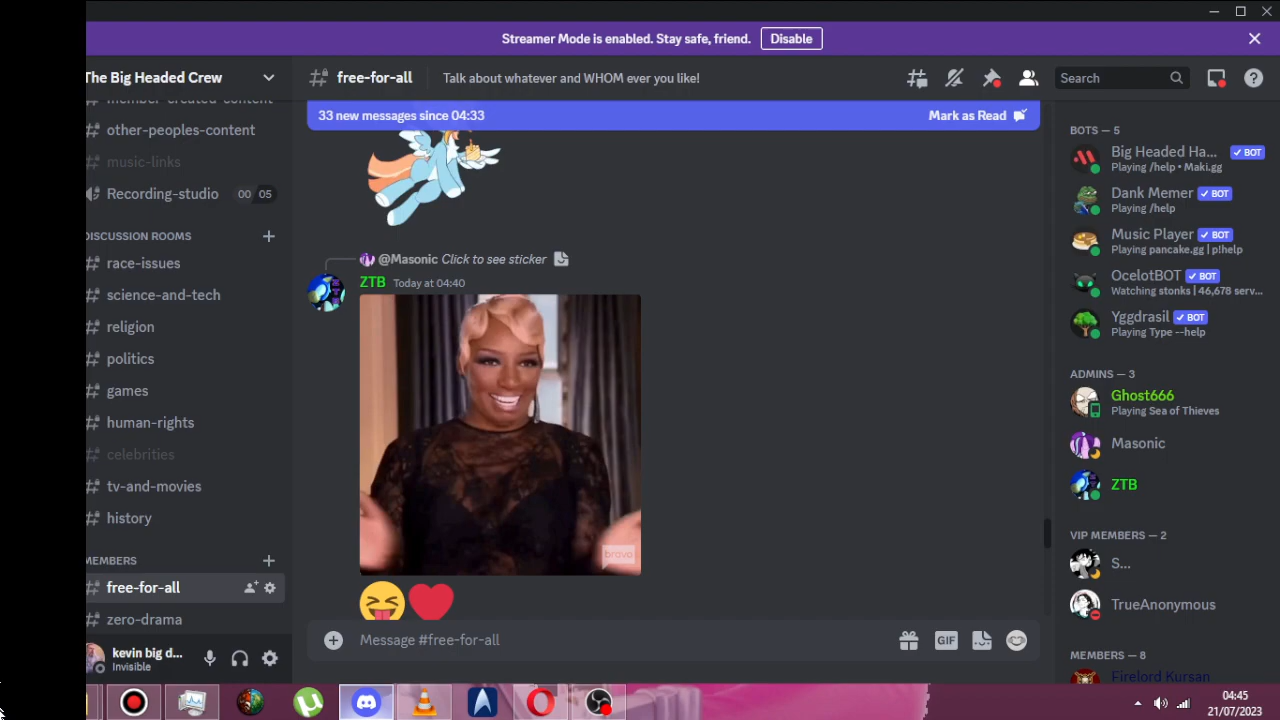 Streamer Mode is enabled. Stay safe, friend.
Disable
The Big Headed Crew
member-created-content
other-peoples-content
music-links
Recording-studio
00 05
DISCUSSION ROOMS
race-issues
science-and-tech
religion
politics
games
human-rights
celebrities
tv-and-movies
history
MEMBERS
free-for-all
zero-drama
kevin big d...
Invisible
free-for-all
Talk about whatever and WHOM ever you like!
Search
33 new messages since 04:33
Mark as Read
@Masonic Click to see sticker
ZTB Today at 04:40
bravo
Message #free-for-all
GIF
BOTS — 5
Big Headed Ha... BOT
Playing /help • Maki.gg
Dank Memer BOT
Playing /help
Music Player BOT
Playing pancake.gg | p!help
OcelotBOT BOT
Watching stonks | 46,678 serv...
Yggdrasil BOT
Playing Type --help
ADMINS — 3
Ghost666
Playing Sea of Thieves
Masonic
ZTB
VIP MEMBERS — 2
S...
TrueAnonymous
MEMBERS — 8
Firelord Kursan
04:45
21/07/2023